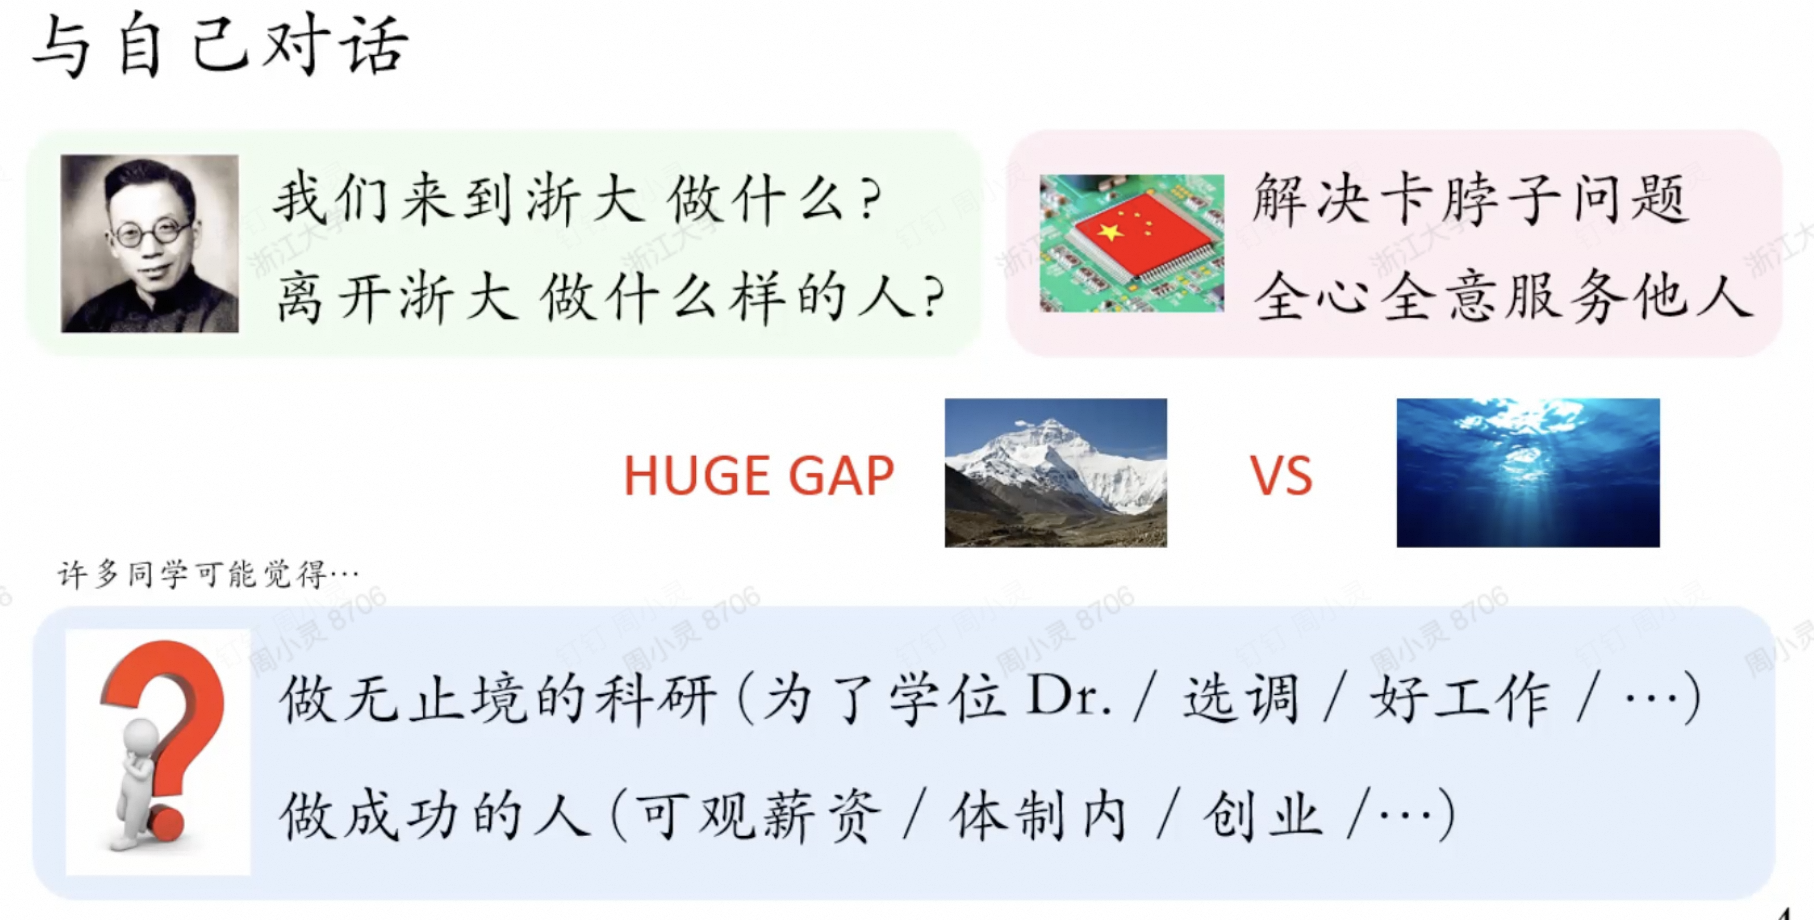 与自己对话
我们来到浙大 做什么?
离开浙大 做什么样的人?
解决卡脖子问题
全心全意服务他人
HUGE GAP
VS
许多同学可能觉得…
做无止境的科研(为了学位 Dr. / 选调 / 好工作 / …)
做成功的人(可观薪资 / 体制内 / 创业 /…)
浙江大学
钉钉 周小灵
周小灵 8706